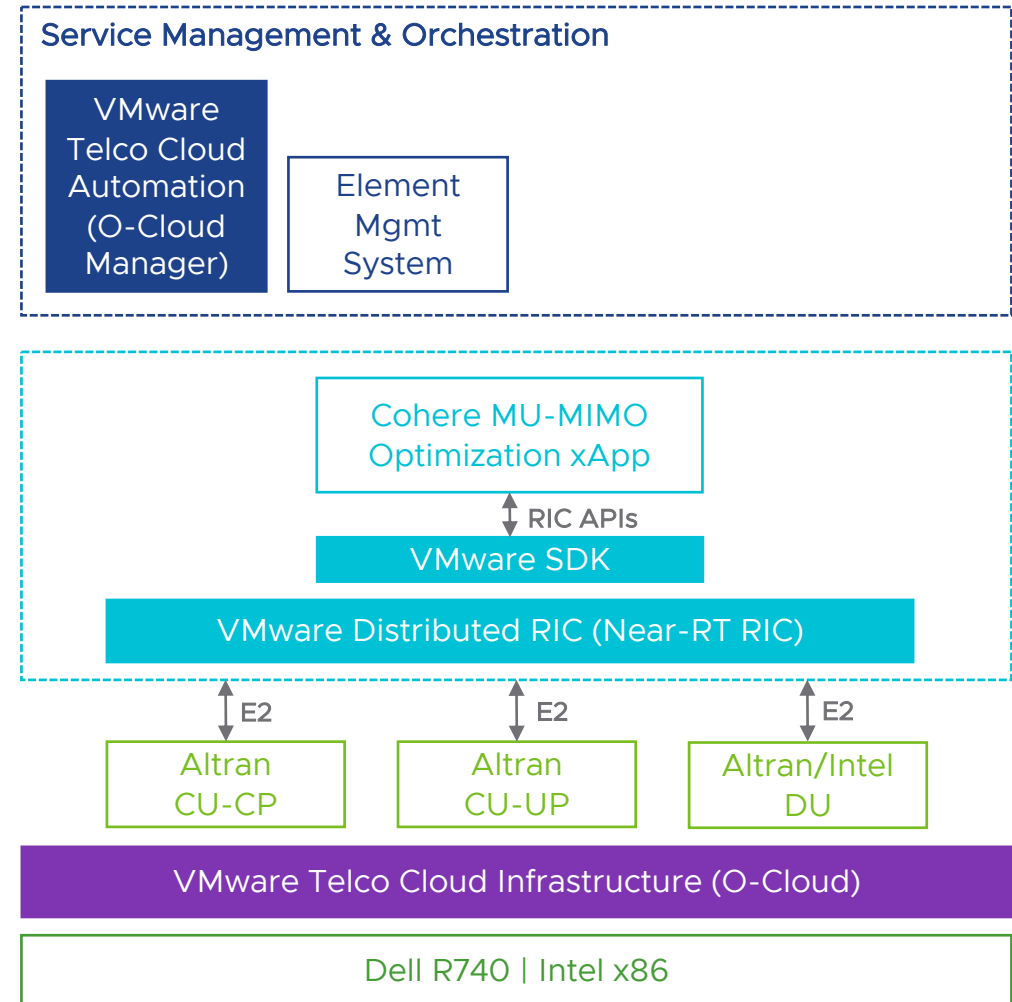 Service Management & Orchestration
VMware
Telco Cloud
Automation
(O-Cloud
Manager)
Element
Mgmt
System
Cohere MU-MIMO
Optimization xApp
RIC APIs
VMware SDK
VMware Distributed RIC (Near-RT RIC)
E2
E2
E2
Altran
CU-CP
Altran
CU-UP
Altran/Intel
DU
VMware Telco Cloud Infrastructure (O-Cloud)
Dell R740 | Intel x86